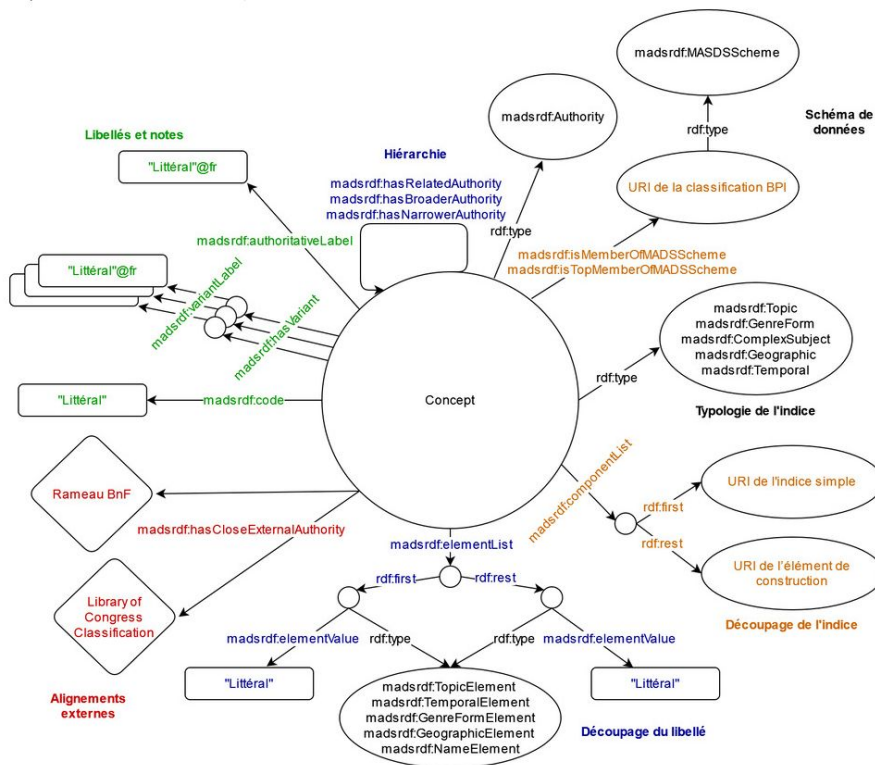 madsrdf:MASDSScheme
madsrdf:Authority
Schéma de
données
rdf:type
Libellés et notes
Hiérarchie
"Littéral"@fr
madsrdf:hasRelatedAuthority
madsrdf:hasBroaderAuthority
madsrdf:hasNarrowerAuthority
URI de la classification BPI
rdf:type
madsrdf:authoritativeLabel
madsrdf:isMemberOfMADSScheme
madsrdf:isTopMemberOfMADSScheme
"Littéral"@fr
madsrdf:variantLabel
madsrdf:hasVariant
madsrdf:Topic
madsrdf:GenreForm
madsrdf:ComplexSubject
madsrdf:Geographic
madsrdf:Temporal
rdf:type
"Littéral"
madsrdf:code
Concept
Typologie de l'indice
madsrdf:componentList
Rameau BnF
URI de l'indice simple
rdf:first
madsrdf:hasCloseExternalAuthority
madsrdf:elementList
rdf:rest
URI de l'élément de
construction
rdf:first
rdf:rest
Library of
Congress
Classification
Découpage de l'indice
madsrdf:elementValue
rdf:type
rdf:type
madsrdf:elementValue
"Littéral"
"Littéral"
madsrdf:TopicElement
madsrdf:TemporalElement
madsrdf:GenreFormElement
madsrdf:GeographicElement
madsrdf:NameElement
Alignements
externes
Découpage du libellé